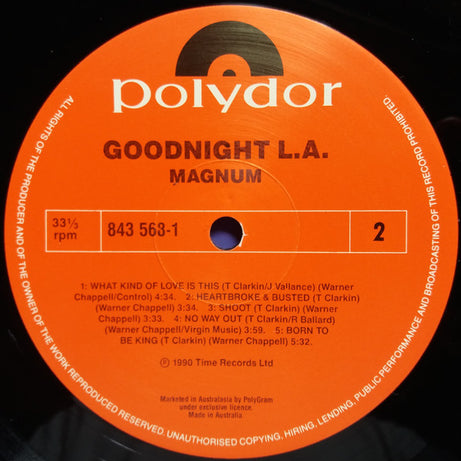 polydor
GOODNIGHT L.A.
MAGNUM
33⅓
rpm
843 568-1
2
1: WHAT KIND OF LOVE IS THIS (T Clarkin/J Vallance) (Warner
Chappell/Control) 4:34. 2: HEARTBROKE & BUSTED (T Clarkin)
(Warner Chappell) 3:34. 3: SHOOT (T Clarkin) (Warner
Chappell) 3:33. 4: NO WAY OUT (T Clarkin/R Ballard)
(Warner Chappell/Virgin Music) 3:59. 5: BORN TO
BE KING (T Clarkin) (Warner Chappell) 5:32.
℗ 1990 Time Records Ltd
Marketed in Australasia by PolyGram
under exclusive licence.
Made in Australia
ALL RIGHTS OF THE PRODUCER AND OF THE OWNER OF THE WORK REPRODUCED RESERVED. UNAUTHORISED COPYING, HIRING, LENDING, PUBLIC PERFORMANCE AND BROADCASTING OF THIS RECORD PROHIBITED.